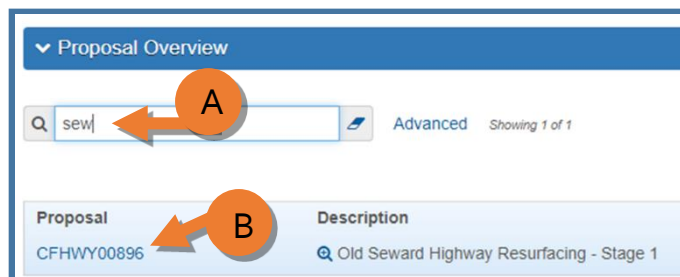 Proposal Overview
A
sew Advanced Showing 1 of 1
B
Proposal Description
CFHWY00896 Old Seward Highway Resurfacing - Stage 1